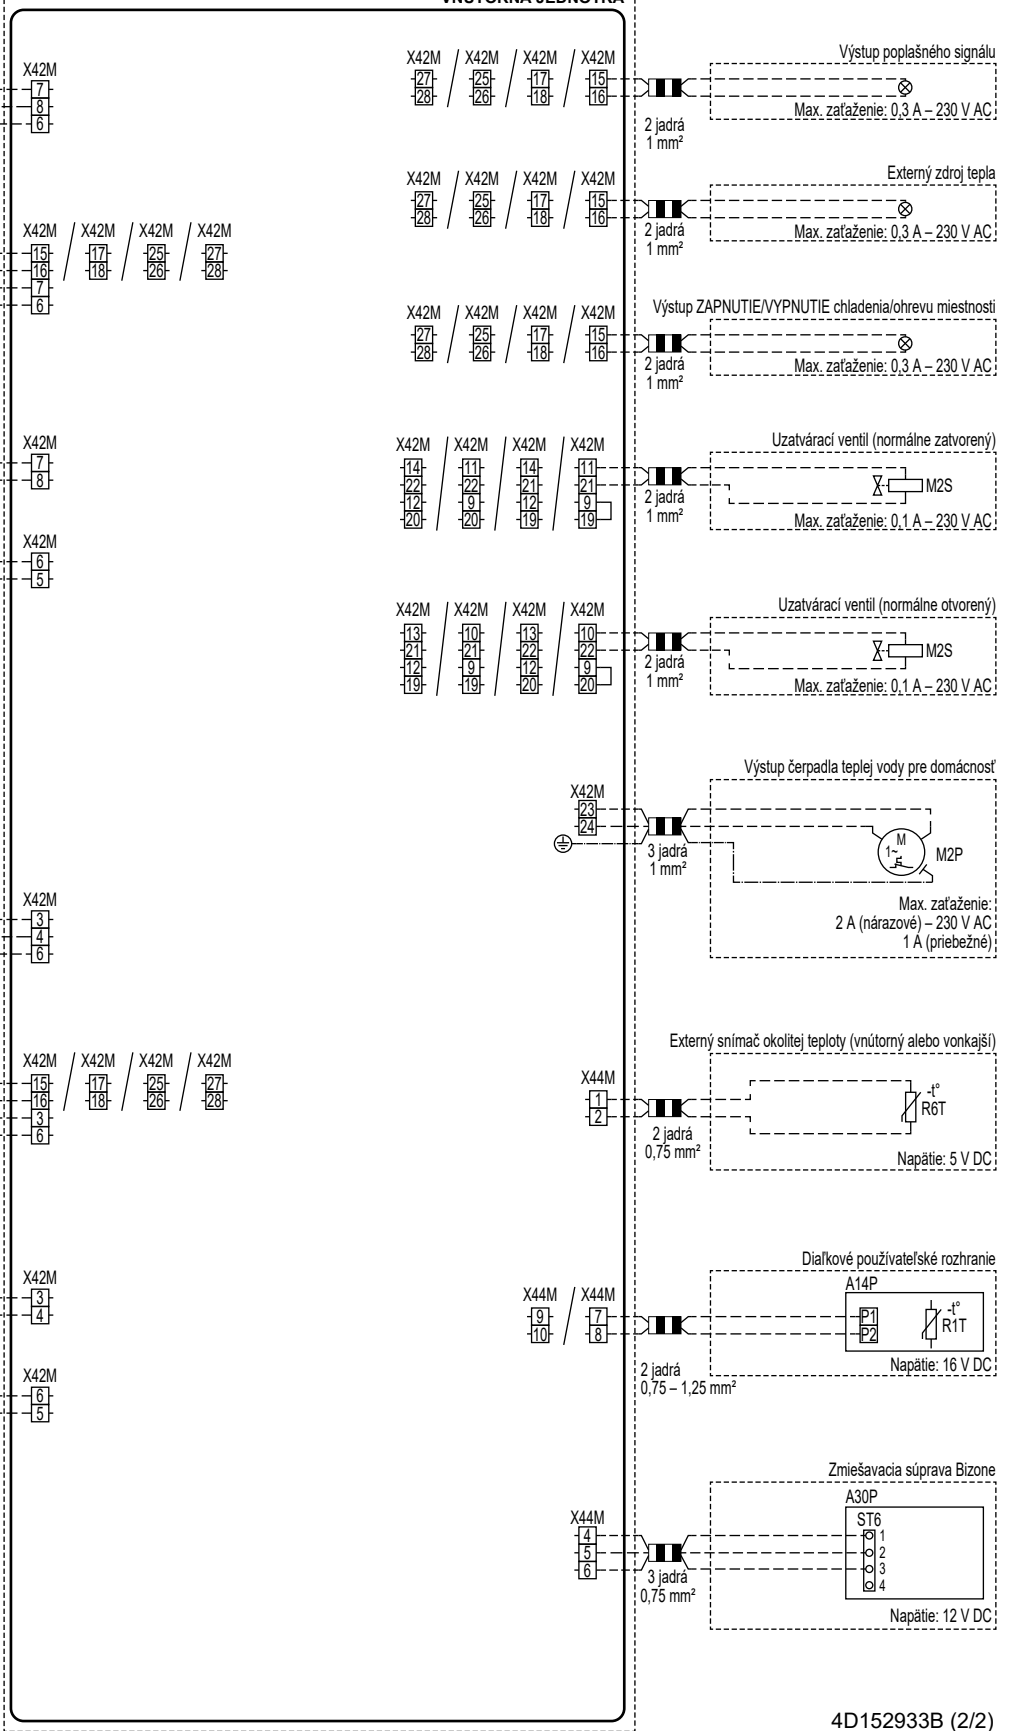 VNÚTORNÁ JEDNOTKA
X42M
7
8
6
X42M / X42M / X42M / X42M
27 25 17 15
28 26 18 16
2 jadrá
1 mm²
Výstup poplašného signálu
Max. zaťaženie: 0,3 A – 230 V AC
X42M / X42M / X42M / X42M
27 25 17 15
28 26 18 16
2 jadrá
1 mm²
Externý zdroj tepla
Max. zaťaženie: 0,3 A – 230 V AC
X42M / X42M / X42M / X42M
15 17 25 27
16 18 26 28
7
6
X42M / X42M / X42M / X42M
27 25 17 15
28 26 18 16
2 jadrá
1 mm²
Výstup ZAPNUTIE/VYPNUTIE chladenia/ohrevu miestnosti
Max. zaťaženie: 0,3 A – 230 V AC
X42M
7
8
X42M / X42M / X42M / X42M
14 11 14 11
22 22 21 21
12 9 12 9
20 20 19 19
2 jadrá
1 mm²
Uzatvárací ventil (normálne zatvorený)
M2S
Max. zaťaženie: 0,1 A – 230 V AC
X42M
6
5
X42M / X42M / X42M / X42M
13 10 13 10
21 21 22 22
12 9 12 9
19 19 20 20
2 jadrá
1 mm²
Uzatvárací ventil (normálne otvorený)
M2S
Max. zaťaženie: 0,1 A – 230 V AC
X42M
23
24
3 jadrá
1 mm²
Výstup čerpadla teplej vody pre domácnosť
M
1~
M2P
Max. zaťaženie:
2 A (nárazové) – 230 V AC
1 A (priebežné)
X42M
3
4
6
X42M / X42M / X42M / X42M
15 17 25 27
16 18 26 28
3
6
X44M
1
2
2 jadrá
0,75 mm²
Externý snímač okolitej teploty (vnútorný alebo vonkajší)
-t°
R6T
Napätie: 5 V DC
X42M
3
4
X44M / X44M
9 7
10 8
2 jadrá
0,75 – 1,25 mm²
Diaľkové používateľské rozhranie
A14P
P1
P2
-t°
R1T
Napätie: 16 V DC
X42M
6
5
X44M
4
5
6
3 jadrá
0,75 mm²
Zmiešavacia súprava Bizone
A30P
ST6
1
2
3
4
Napätie: 12 V DC
4D152933B (2/2)